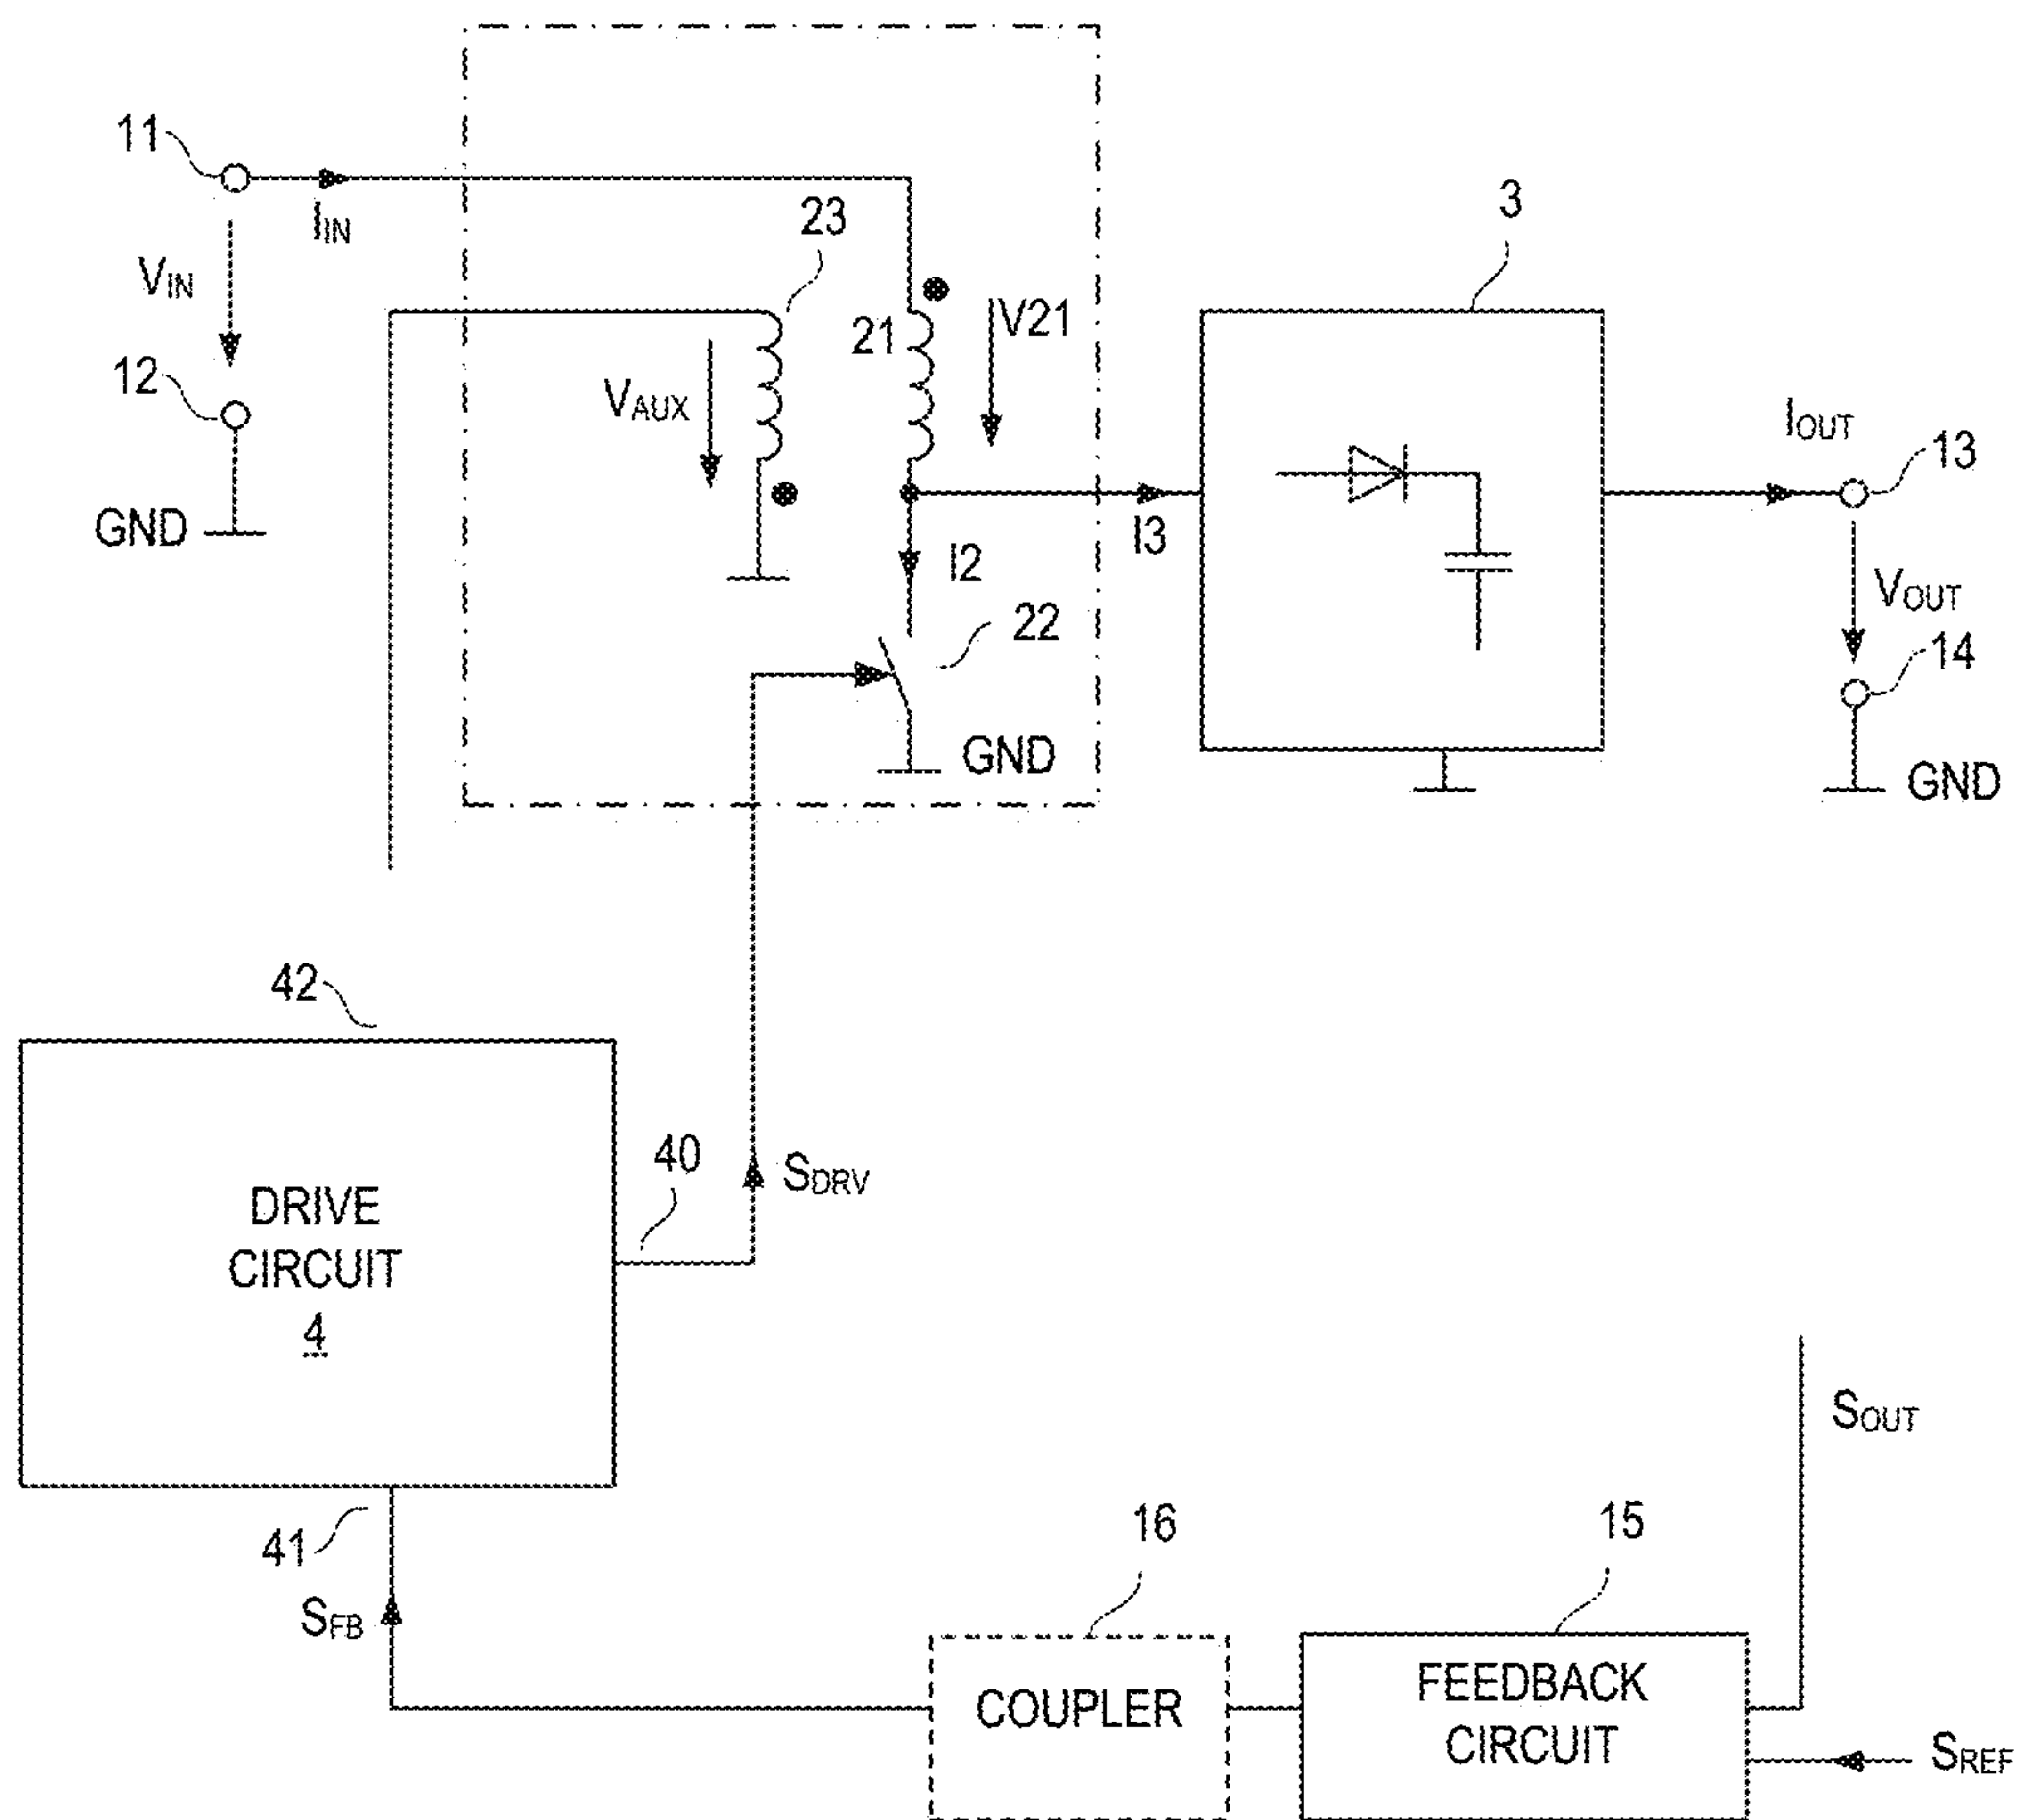 11
IIN
VIN
12
GND
23
21
V21
VAUX
I2
22
GND
I3
3
IOUT
13
VOUT
14
GND
42
DRIVE
CIRCUIT
4
40
SDRV
41
SFB
16
COUPLER
15
FEEDBACK
CIRCUIT
SOUT
SREF